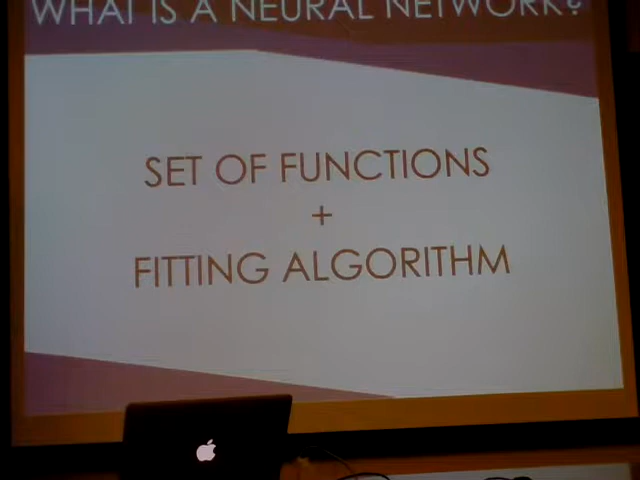 WHAT IS A NEURAL NETWORK?
SET OF FUNCTIONS
+
FITTING ALGORITHM